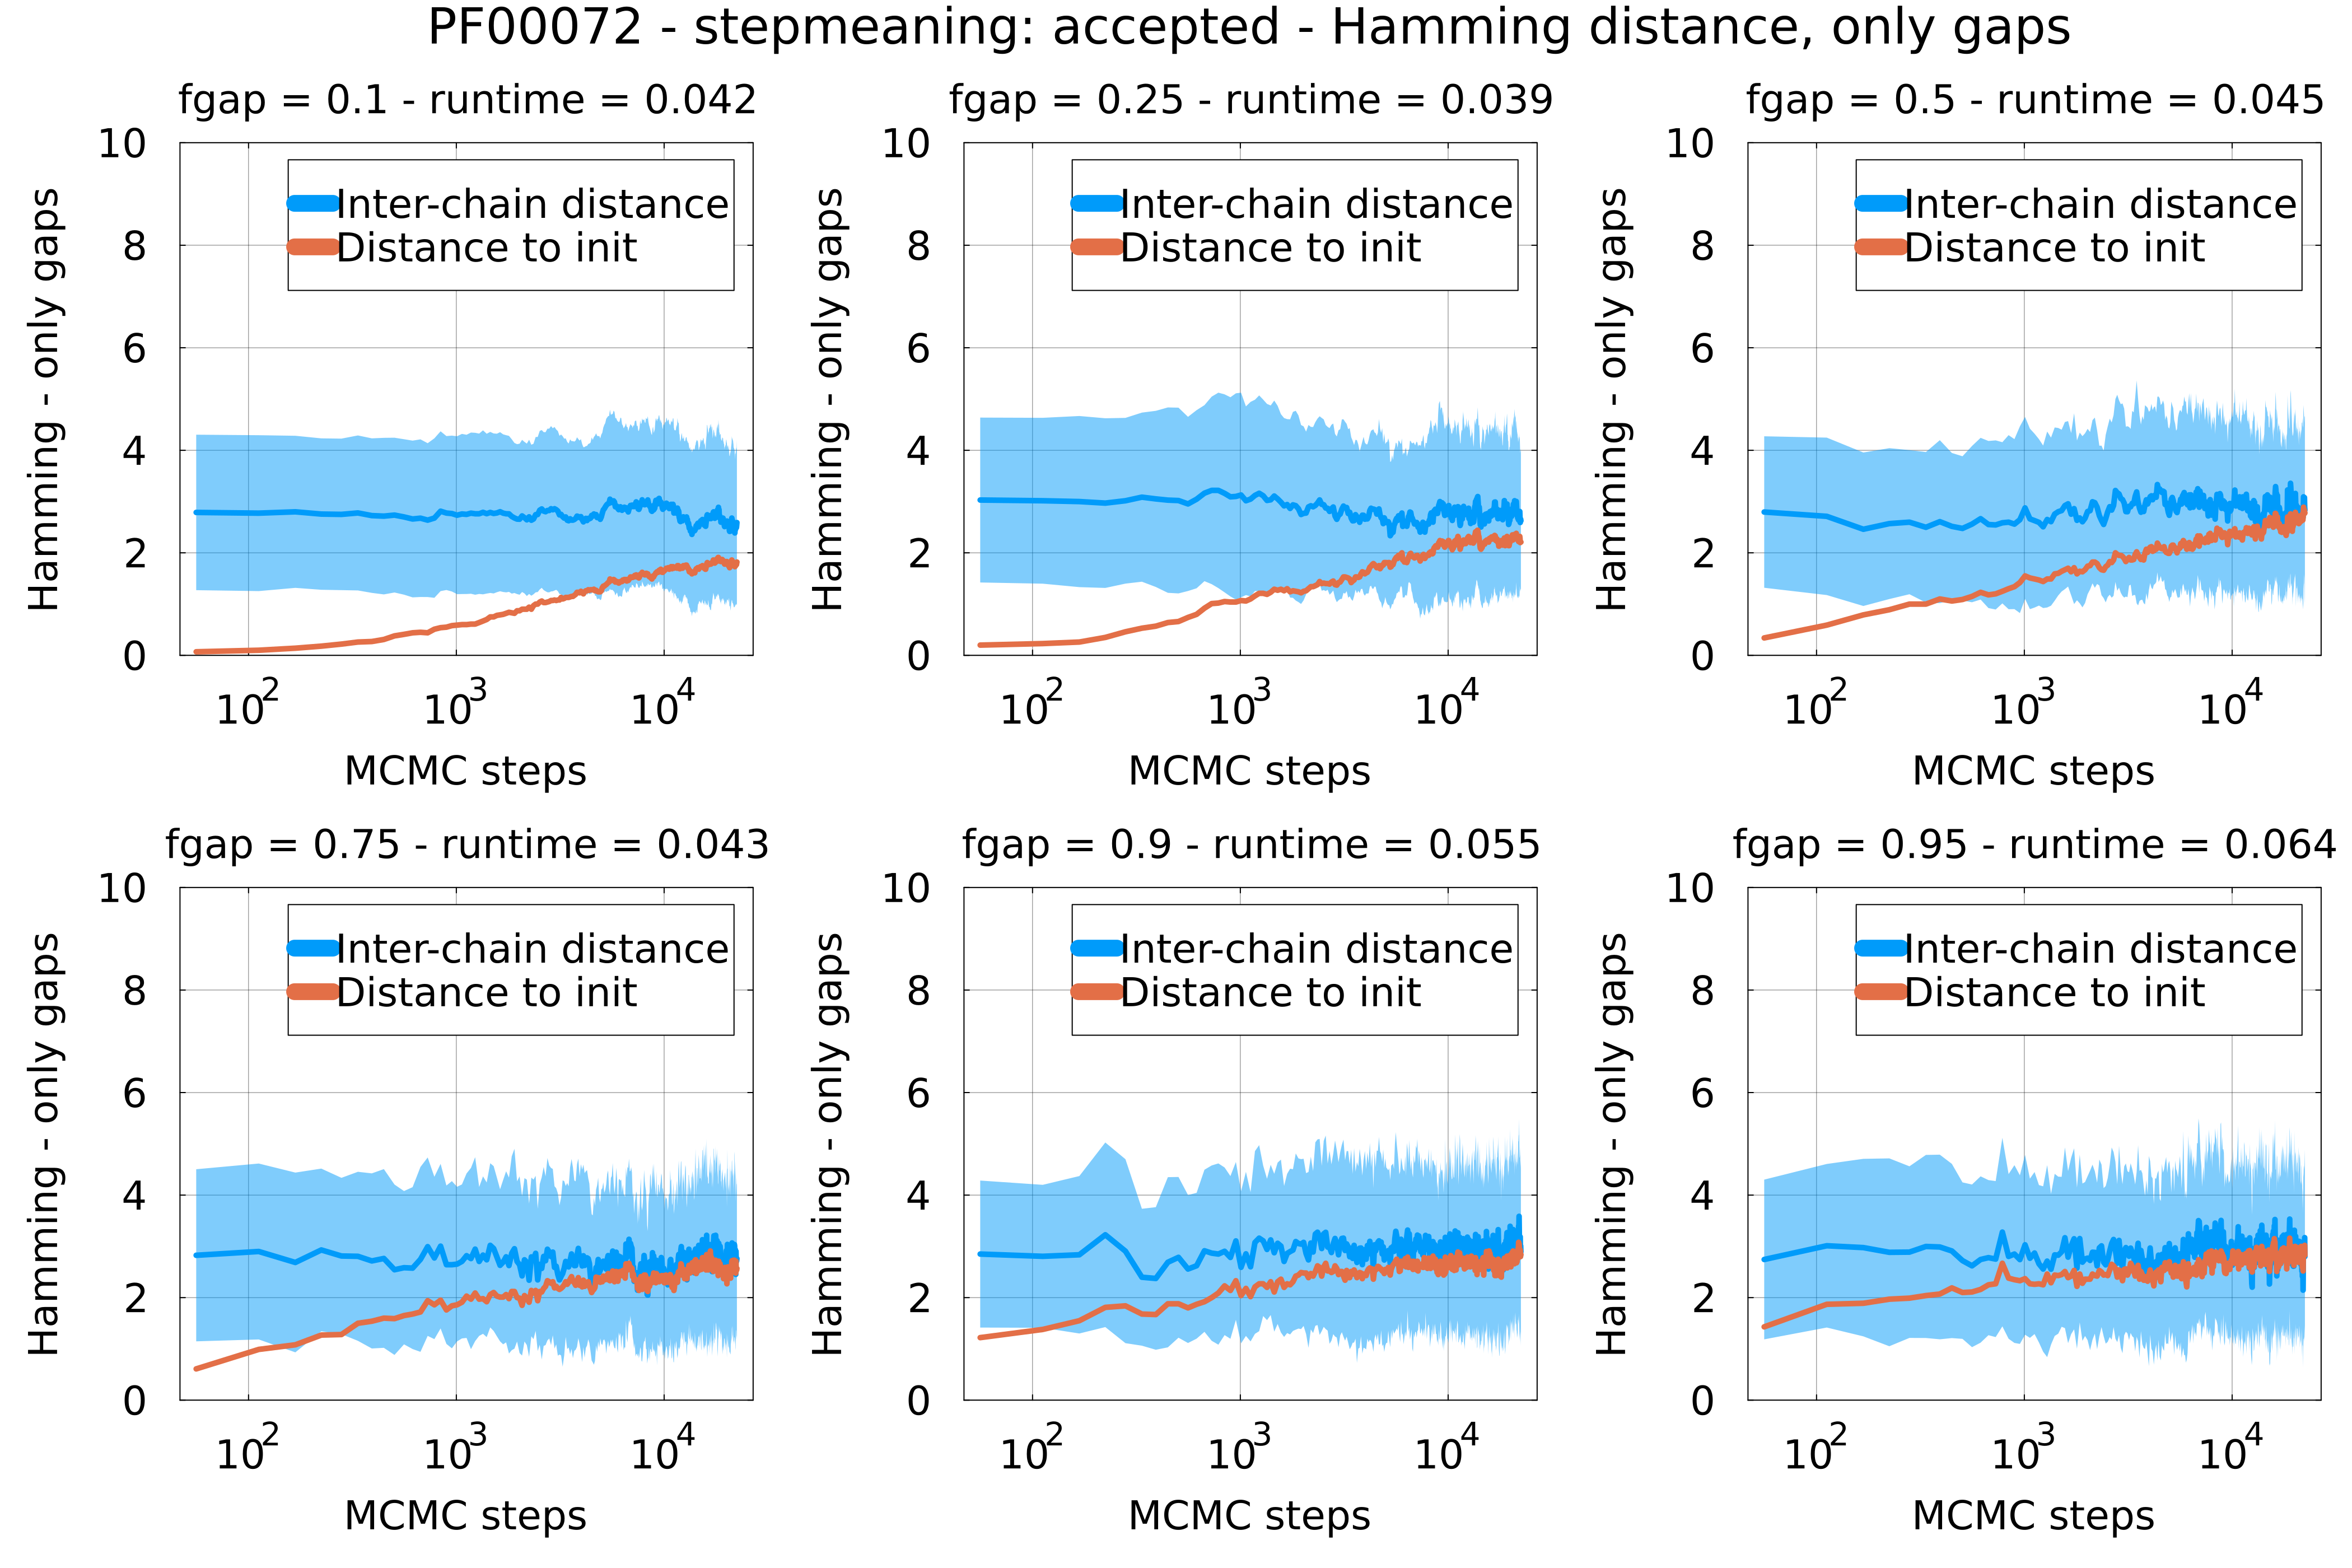 PF00072 - stepmeaning: accepted - Hamming distance, only gaps
fgap = 0.1 - runtime = 0.042
Hamming - only gaps
10
8
6
4
2
0
Inter-chain distance
Distance to init
10^2
10^3
10^4
MCMC steps
fgap = 0.25 - runtime = 0.039
Hamming - only gaps
10
8
6
4
2
0
Inter-chain distance
Distance to init
10^2
10^3
10^4
MCMC steps
fgap = 0.5 - runtime = 0.045
Hamming - only gaps
10
8
6
4
2
0
Inter-chain distance
Distance to init
10^2
10^3
10^4
MCMC steps
fgap = 0.75 - runtime = 0.043
Hamming - only gaps
10
8
6
4
2
0
Inter-chain distance
Distance to init
10^2
10^3
10^4
MCMC steps
fgap = 0.9 - runtime = 0.055
Hamming - only gaps
10
8
6
4
2
0
Inter-chain distance
Distance to init
10^2
10^3
10^4
MCMC steps
fgap = 0.95 - runtime = 0.064
Hamming - only gaps
10
8
6
4
2
0
Inter-chain distance
Distance to init
10^2
10^3
10^4
MCMC steps